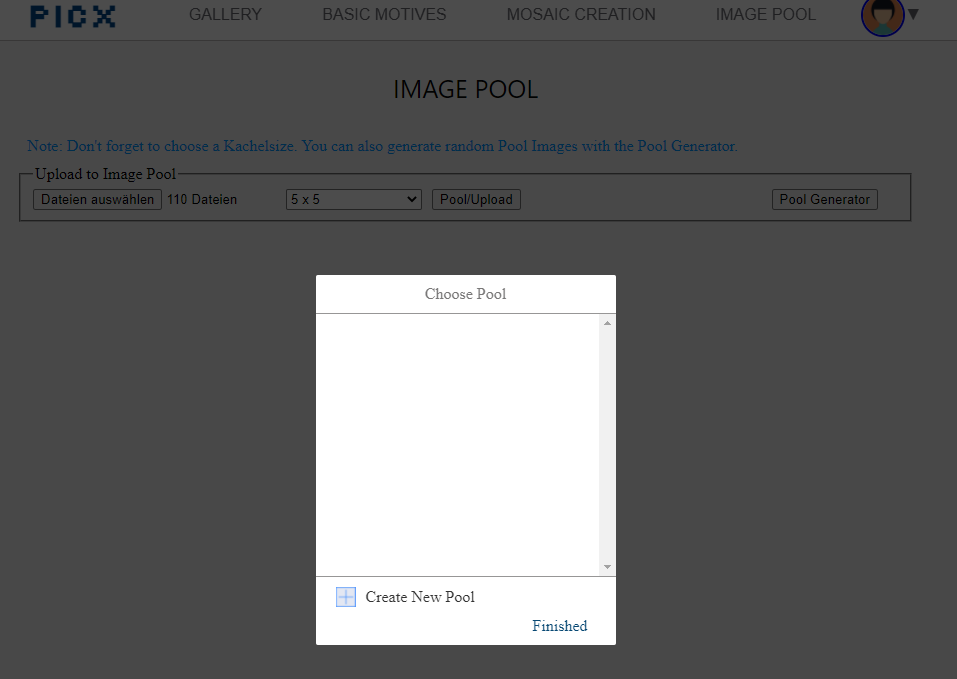 PICX GALLERY BASIC MOTIVES MOSAIC CREATION IMAGE POOL
IMAGE POOL
Note: Don't forget to choose a Kachelsize. You can also generate random Pool Images with the Pool Generator.
Upload to Image Pool
Dateien auswählen 110 Dateien 5 x 5 Pool/Upload Pool Generator
Choose Pool
Create New Pool
Finished